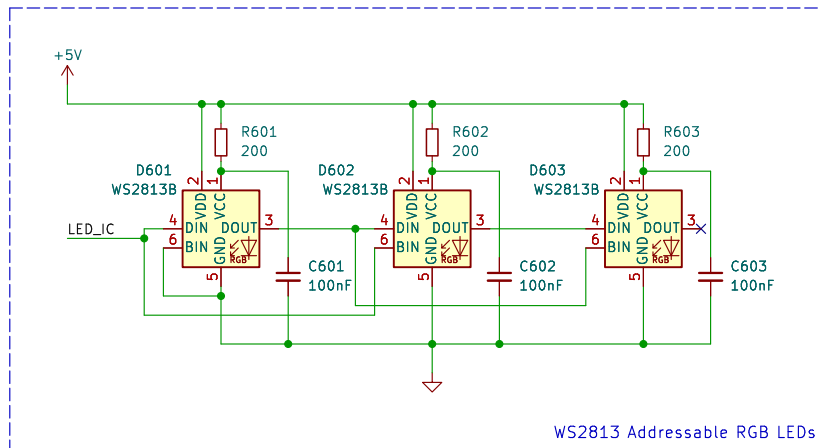 +5V
R601
200
R602
200
R603
200
D601
WS2813B
D602
WS2813B
D603
WS2813B
2
1
VDD
VCC
2
1
VDD
VCC
2
1
VDD
VCC
LED_IC
4
DIN
DOUT
3
6
BIN
GND
RGB
5
4
DIN
DOUT
3
6
BIN
GND
RGB
5
4
DIN
DOUT
3
6
BIN
GND
RGB
5
C601
100nF
C602
100nF
C603
100nF
WS2813 Addressable RGB LEDs